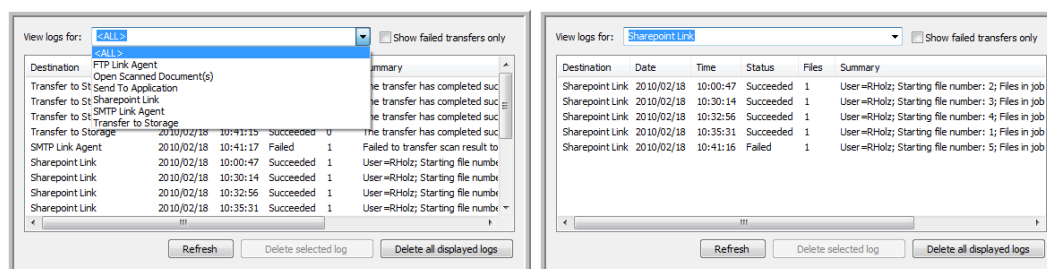 View logs for: <ALL> Show failed transfers only
<ALL>
FTP Link Agent
Open Scanned Document(s)
Send To Application
Sharepoint Link
SMTP Link Agent
Transfer to Storage
Destination
Transfer to St he transfer has completed suc
Transfer to St he transfer has completed suc
Transfer to St he transfer has completed suc
Transfer to Storage 2010/02/18 10:41:15 Succeeded 0 The transfer has completed suc
SMTP Link Agent 2010/02/18 10:41:17 Failed 1 Failed to transfer scan result to
Sharepoint Link 2010/02/18 10:00:47 Succeeded 1 User=RHolz; Starting file numbe
Sharepoint Link 2010/02/18 10:30:14 Succeeded 1 User=RHolz; Starting file numbe
Sharepoint Link 2010/02/18 10:32:56 Succeeded 1 User=RHolz; Starting file numbe
Sharepoint Link 2010/02/18 10:35:31 Succeeded 1 User=RHolz; Starting file numbe
Refresh Delete selected log Delete all displayed logs
View logs for: Sharepoint Link Show failed transfers only
Destination Date Time Status Files Summary
Sharepoint Link 2010/02/18 10:00:47 Succeeded 1 User=RHolz; Starting file number: 2; Files in job
Sharepoint Link 2010/02/18 10:30:14 Succeeded 1 User=RHolz; Starting file number: 3; Files in job
Sharepoint Link 2010/02/18 10:32:56 Succeeded 1 User=RHolz; Starting file number: 4; Files in job
Sharepoint Link 2010/02/18 10:35:31 Succeeded 1 User=RHolz; Starting file number: 1; Files in job
Sharepoint Link 2010/02/18 10:41:16 Failed 1 User=RHolz; Starting file number: 5; Files in job
Refresh Delete selected log Delete all displayed logs